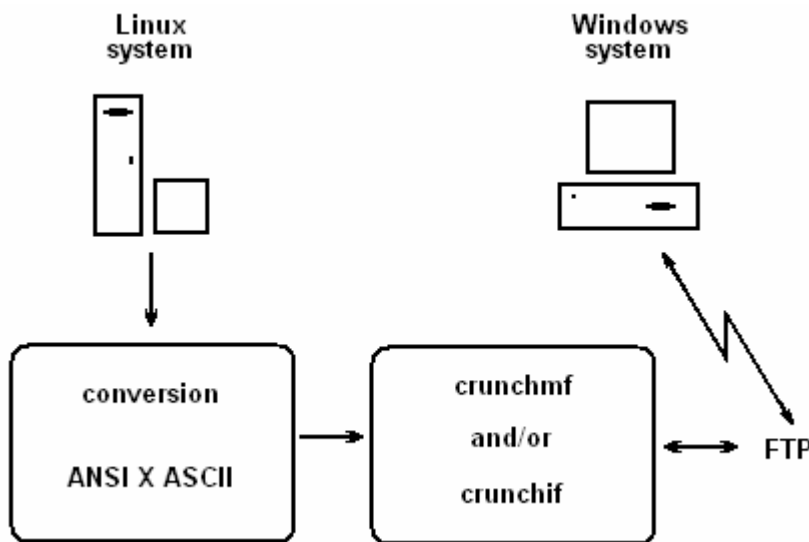 Linux
system
Windows
system
conversion
ANSI X ASCII
crunchmf
and/or
crunchif
FTP